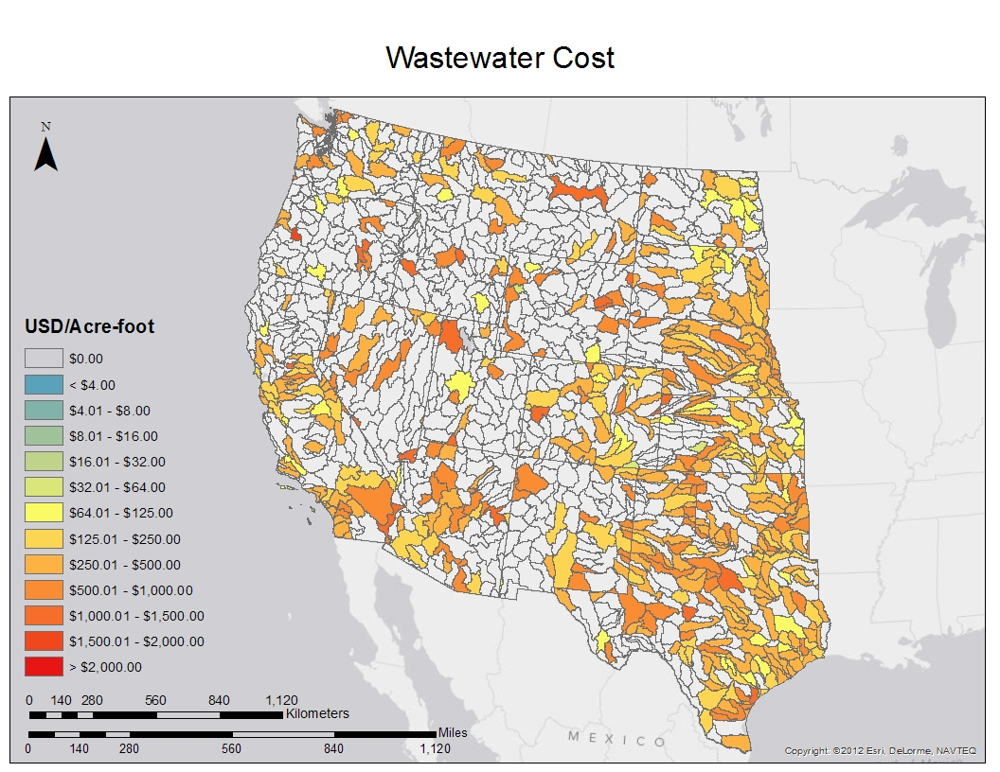 Wastewater Cost
N
USD/Acre-foot
$0.00
< $4.00
$4.01 - $8.00
$8.01 - $16.00
$16.01 - $32.00
$32.01 - $64.00
$64.01 - $125.00
$125.01 - $250.00
$250.01 - $500.00
$500.01 - $1,000.00
$1,000.01 - $1,500.00
$1,500.01 - $2,000.00
> $2,000.00
0 140 280 560 840 1,120
Kilometers
Miles
0 140 280 560 840 1,120
MEXICO
Copyright: ©2012 Esri, DeLorme, NAVTEQ